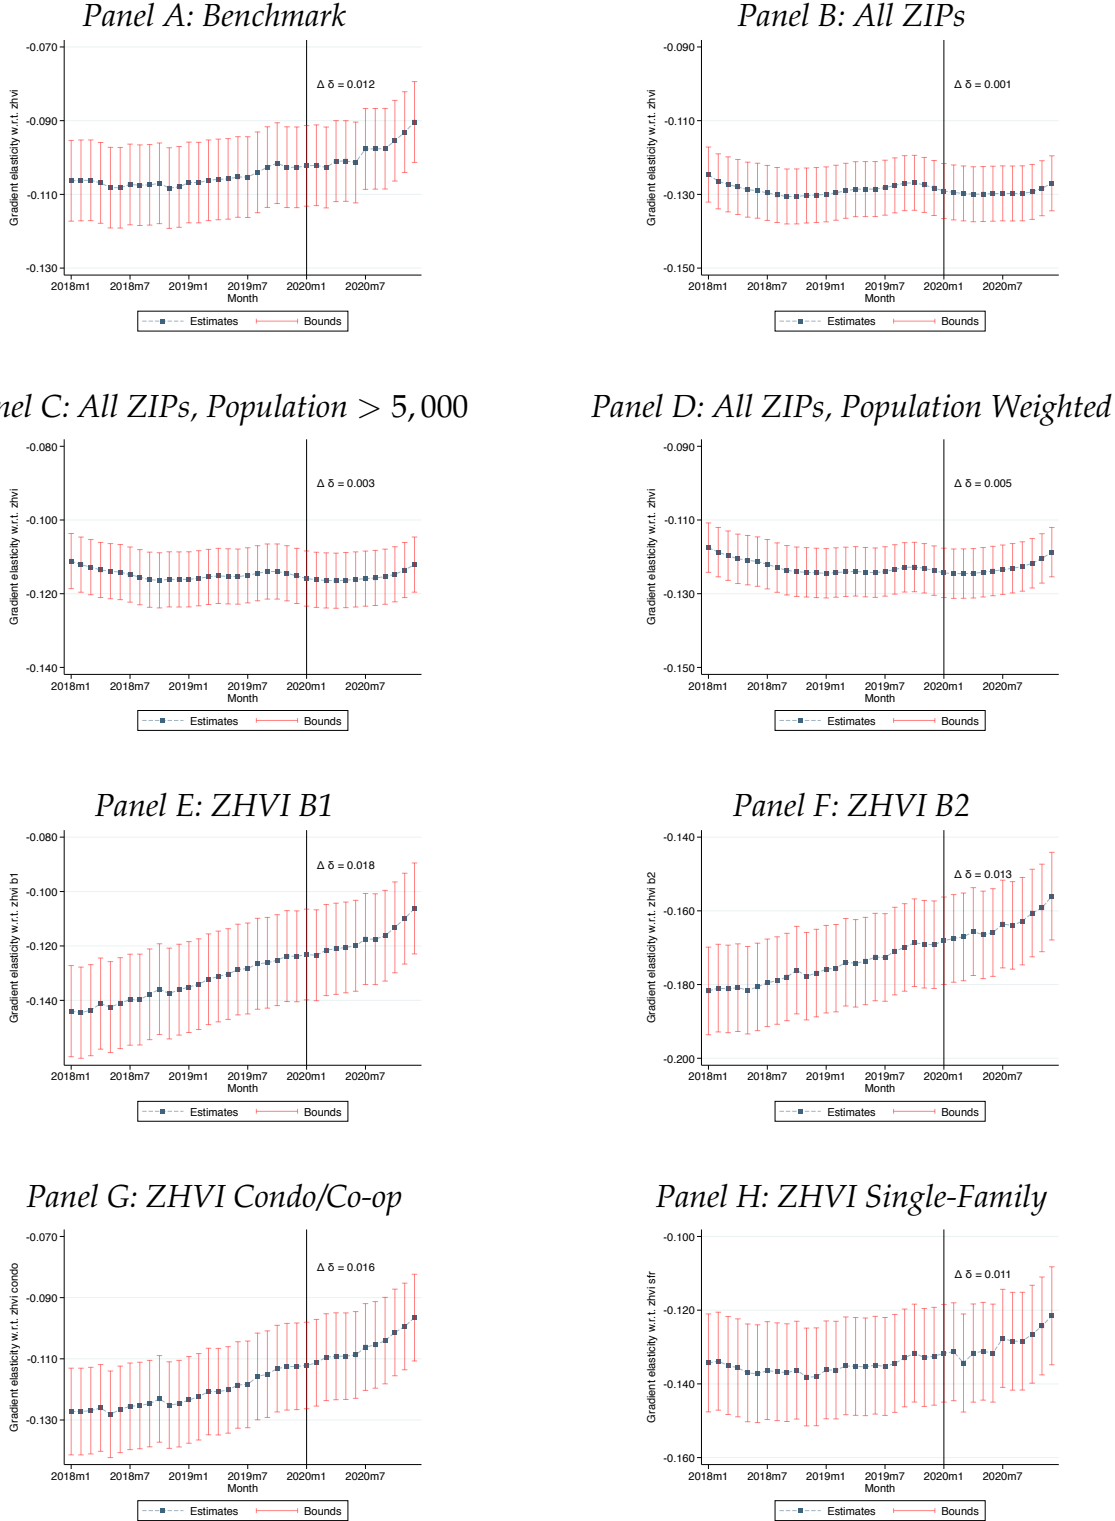 Panel A: Benchmark
Gradient elasticity w.r.t. zhvi
-0.070
-0.090
-0.110
-0.130
Δ δ = 0.012
2018m1 2018m7 2019m1 2019m7 2020m1 2020m7
Month
Estimates Bounds
Panel B: All ZIPs
Gradient elasticity w.r.t. zhvi
-0.090
-0.110
-0.130
-0.150
Δ δ = 0.001
2018m1 2018m7 2019m1 2019m7 2020m1 2020m7
Month
Estimates Bounds
nel C: All ZIPs, Population > 5,000
Gradient elasticity w.r.t. zhvi
-0.080
-0.100
-0.120
-0.140
Δ δ = 0.003
2018m1 2018m7 2019m1 2019m7 2020m1 2020m7
Month
Estimates Bounds
Panel D: All ZIPs, Population Weighted
Gradient elasticity w.r.t. zhvi
-0.090
-0.110
-0.130
-0.150
Δ δ = 0.005
2018m1 2018m7 2019m1 2019m7 2020m1 2020m7
Month
Estimates Bounds
Panel E: ZHVI B1
Gradient elasticity w.r.t. zhvi b1
-0.080
-0.100
-0.120
-0.140
Δ δ = 0.018
2018m1 2018m7 2019m1 2019m7 2020m1 2020m7
Month
Estimates Bounds
Panel F: ZHVI B2
Gradient elasticity w.r.t. zhvi b2
-0.140
-0.160
-0.180
-0.200
Δ δ = 0.013
2018m1 2018m7 2019m1 2019m7 2020m1 2020m7
Month
Estimates Bounds
Panel G: ZHVI Condo/Co-op
Gradient elasticity w.r.t. zhvi condo
-0.070
-0.090
-0.110
-0.130
Δ δ = 0.016
2018m1 2018m7 2019m1 2019m7 2020m1 2020m7
Month
Estimates Bounds
Panel H: ZHVI Single-Family
Gradient elasticity w.r.t. zhvi sfr
-0.100
-0.120
-0.140
-0.160
Δ δ = 0.011
2018m1 2018m7 2019m1 2019m7 2020m1 2020m7
Month
Estimates Bounds